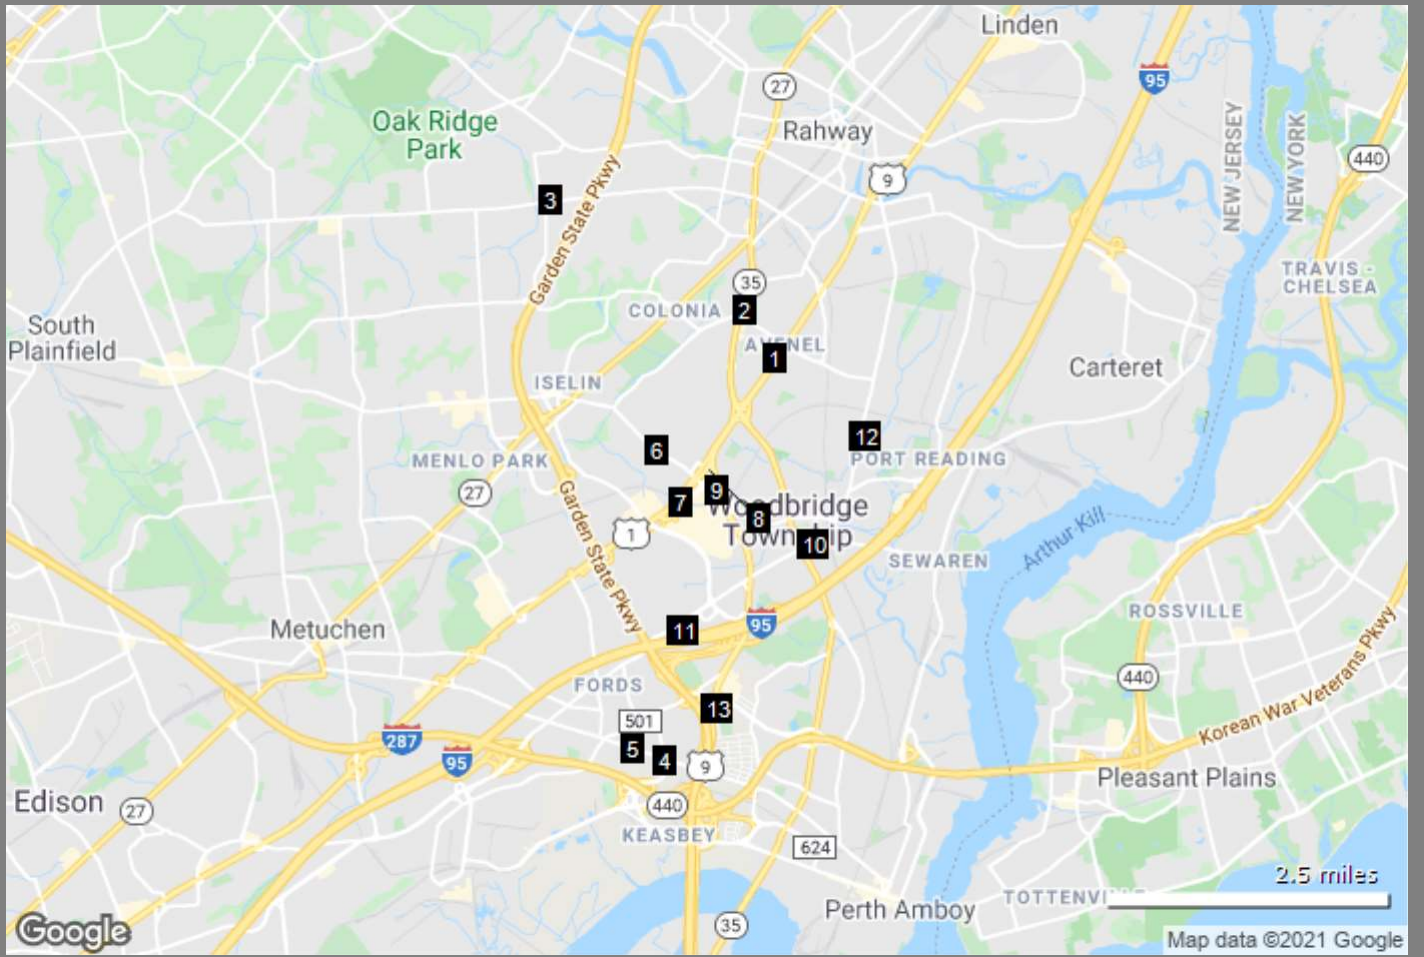 Linden
27
95
Rahway
Oak Ridge
Park
NEW JERSEY
NEW YORK
440
9
3
Garden State Pkwy
35
TRAVIS -
CHELSEA
COLONIA
2
South
Plainfield
AVENEL
1
Carteret
ISELIN
6
12
MENLO PARK
PORT READING
27
9
7
Woodbridge
Township
8
1
10
Garden State Pkwy
SEWAREN
Arthur Kill
ROSSVILLE
Metuchen
11
95
FORDS
440
Korean War Veterans Pkwy
13
501
5
4
9
287
95
Pleasant Plains
Edison
27
440
KEASBEY
624
2.5 miles
TOTTENVI
Perth Amboy
35
Google
Map data ©2021 Google